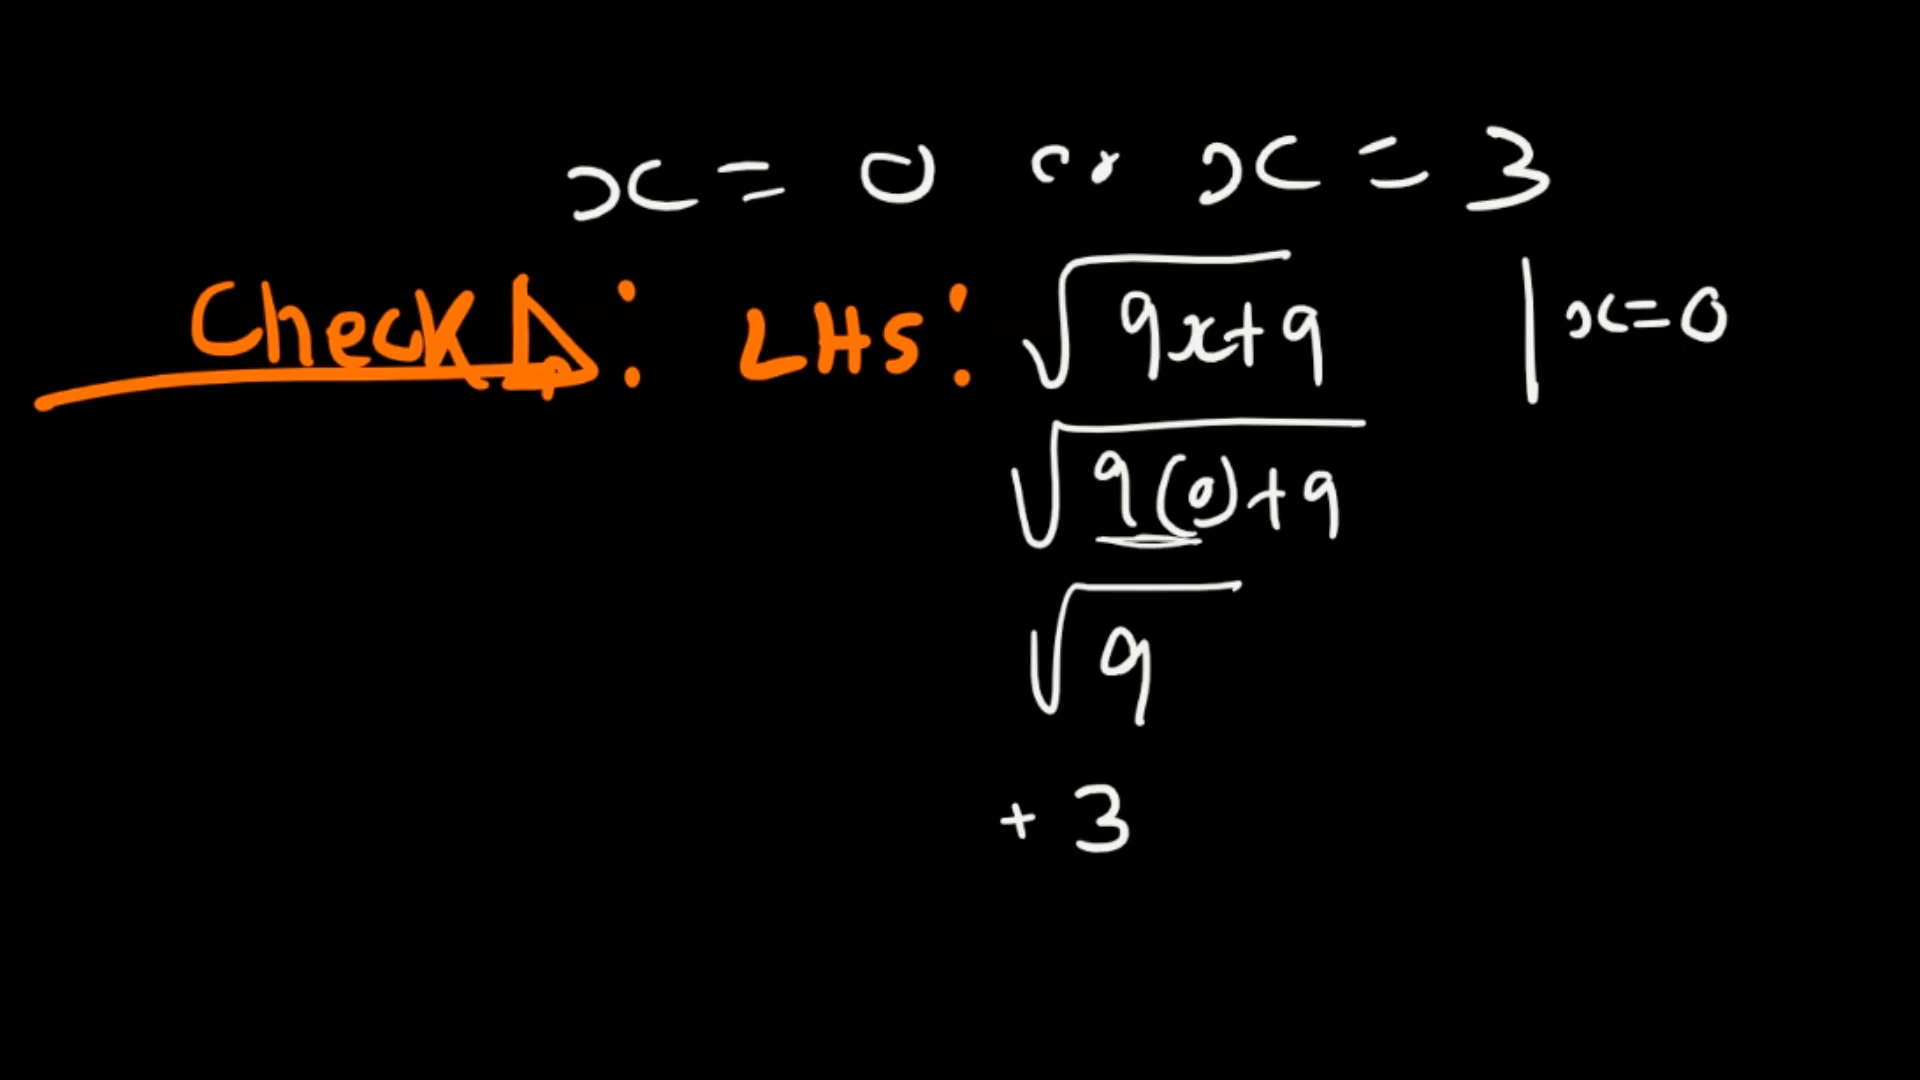 x = 0 or x = 3
Check: LHS: √(9x+9) | x=0
√(9(0)+9)
√9
+ 3